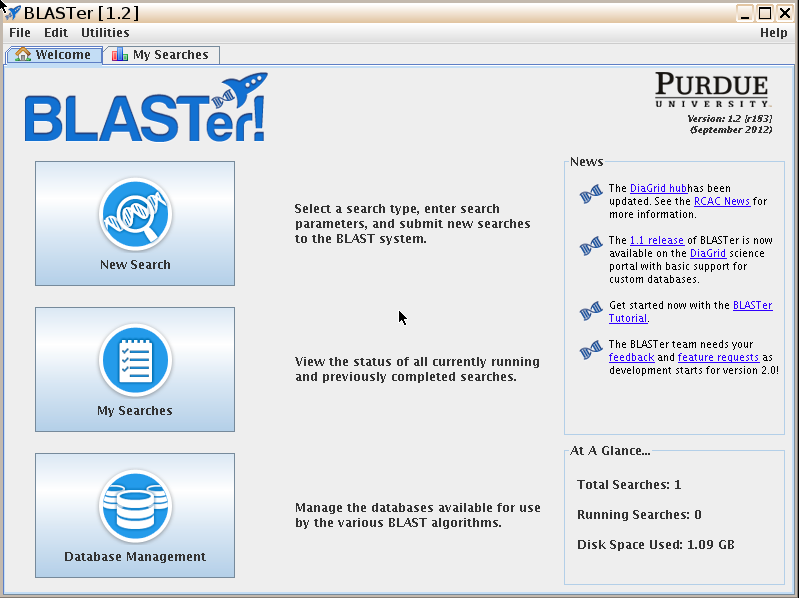 BLASTer [1.2]
File Edit Utilities Help
Welcome My Searches
BLASTer!
PURDUE
UNIVERSITY.
Version: 1.2 [r183]
(September 2012)
New Search
Select a search type, enter search
parameters, and submit new searches
to the BLAST system.
My Searches
View the status of all currently running
and previously completed searches.
Database Management
Manage the databases available for use
by the various BLAST algorithms.
News
The DiaGrid hubhas been
updated. See the RCAC News for
more information.
The 1.1 release of BLASTer is now
available on the DiaGrid science
portal with basic support for
custom databases.
Get started now with the BLASTer
Tutorial.
The BLASTer team needs your
feedback and feature requests as
development starts for version 2.0!
At A Glance...
Total Searches: 1
Running Searches: 0
Disk Space Used: 1.09 GB